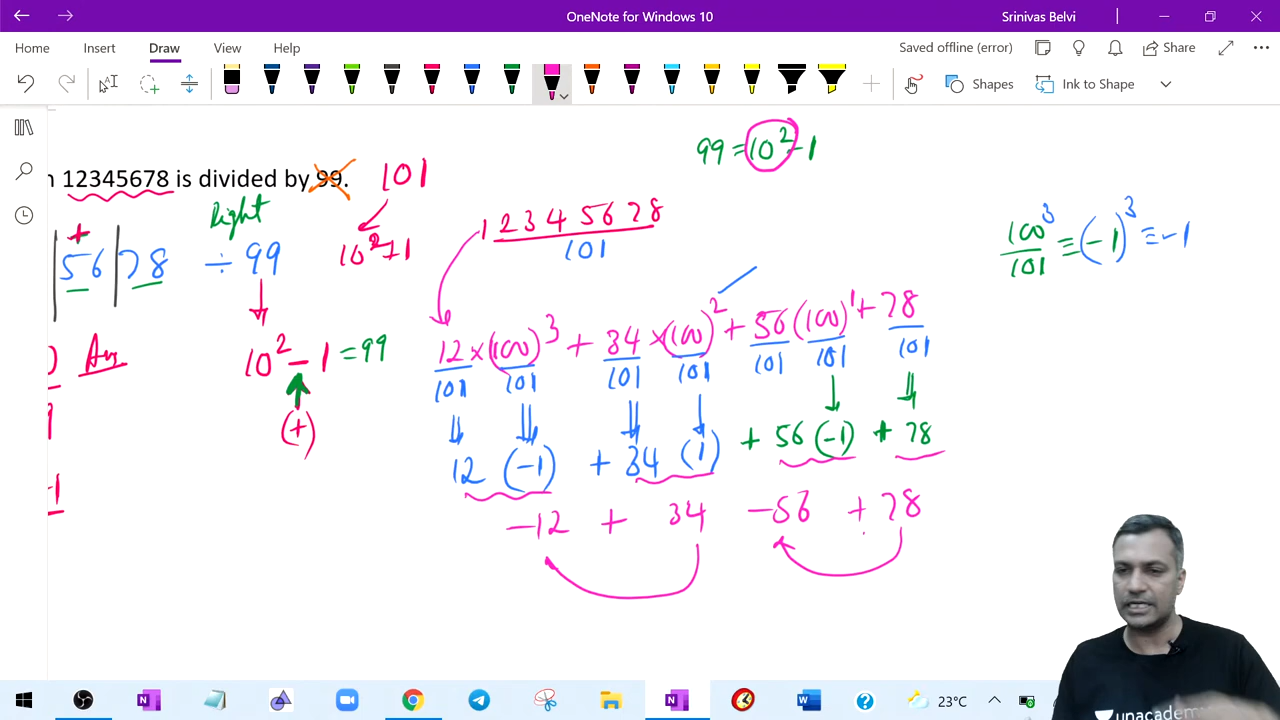 OneNote for Windows 10
Srinivas Belvi
Home Insert Draw View Help
Saved offline (error)
Share
Shapes
Ink to Shape
99 = 10² - 1
12345678 is divided by 99.
101
Right
10² + 1
12345678
101
100³/101 ≡ (-1)³ ≡ -1
+
56|78 ÷ 99
12/101 × (100)³/101 + 34/101 × (100)²/101 + 56/101 (100)¹/101 + 78/101
10² - 1 = 99
Ans
(+)
12 (-1) + 34 (1) + 56 (-1) + 78
-12 + 34 -56 + 78
23°C
unacademy